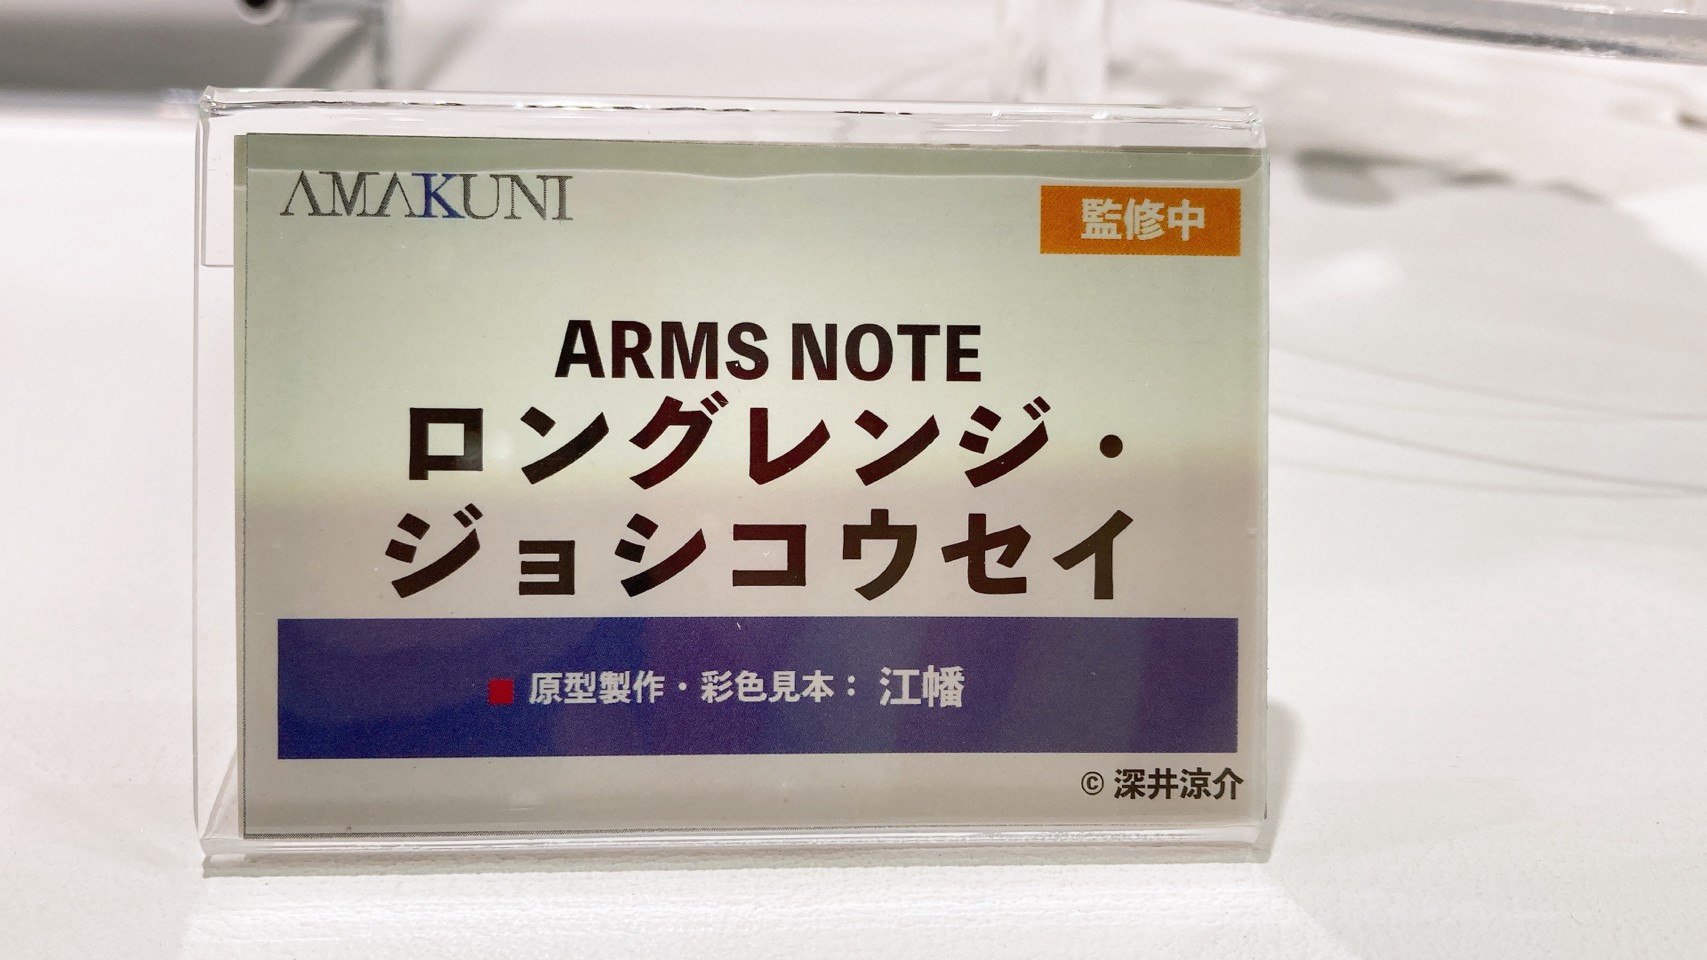 AMAKUNI
監修中
ARMS NOTE
ロングレンジ・
ジョシコウセイ
■ 原型製作・彩色見本： 江幡
© 深井涼介